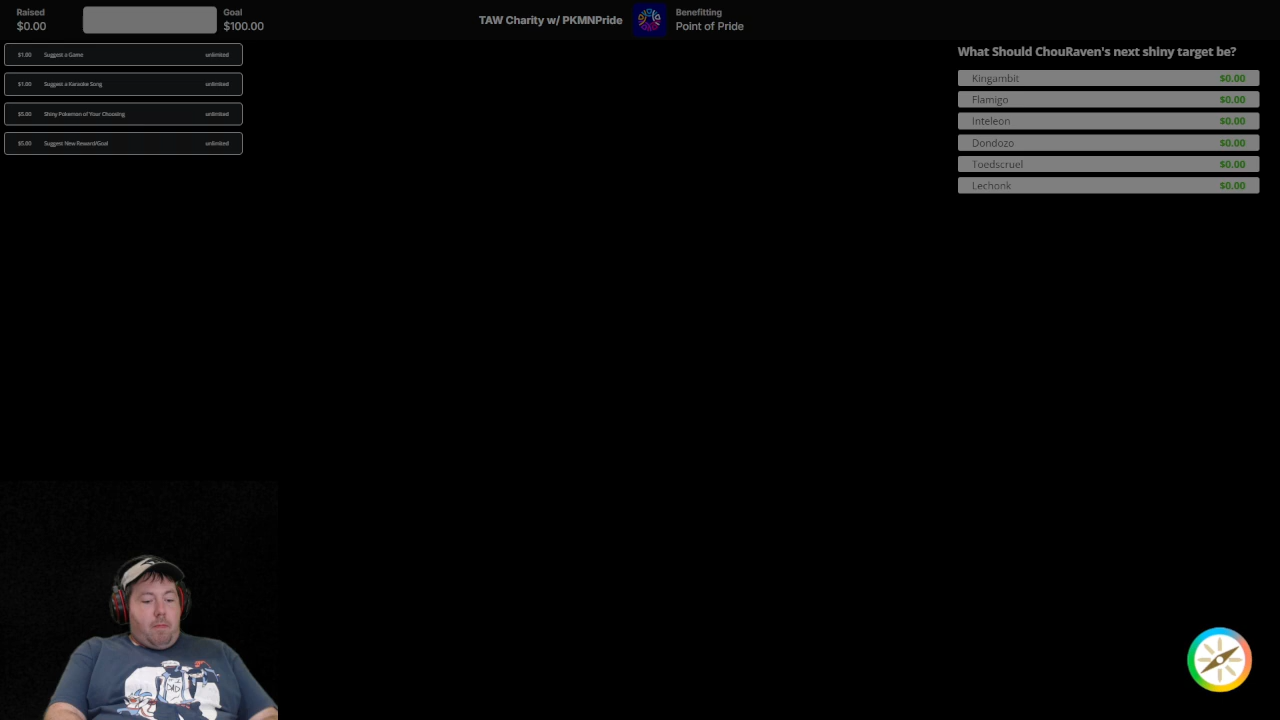 Raised
$0.00
Goal
$100.00
TAW Charity w/ PKMNPride
Benefitting
Point of Pride
$1.00 Suggest a Game unlimited
$1.00 Suggest a Karaoke Song unlimited
$5.00 Shiny Pokemon of Your Choosing unlimited
$5.00 Suggest New Reward/Goal unlimited
What Should ChouRaven's next shiny target be?
Kingambit $0.00
Flamigo $0.00
Inteleon $0.00
Dondozo $0.00
Toedscruel $0.00
Lechonk $0.00
DAD